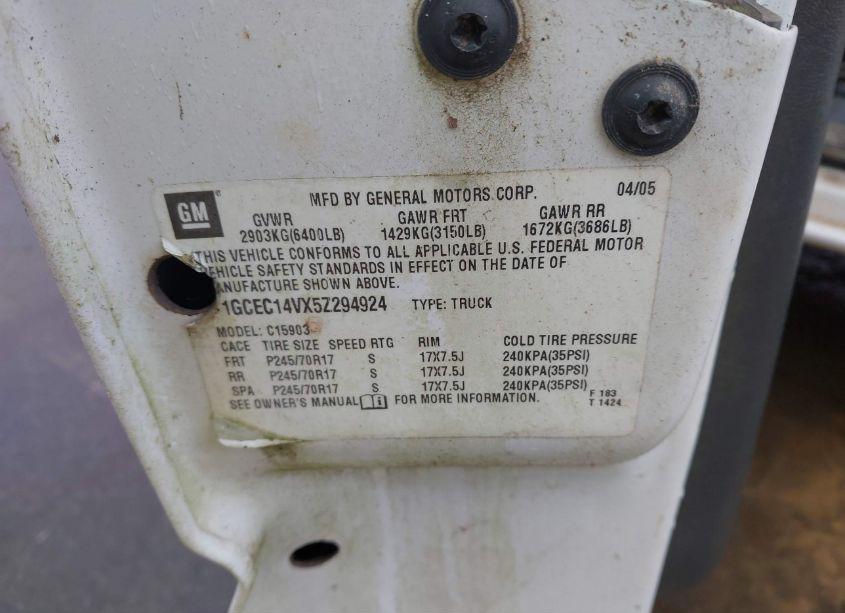 GM
MFD BY GENERAL MOTORS CORP. 04/05
GVWR GAWR FRT GAWR RR
2903KG(6400LB) 1429KG(3150LB) 1672KG(3686LB)
THIS VEHICLE CONFORMS TO ALL APPLICABLE U.S. FEDERAL MOTOR
VEHICLE SAFETY STANDARDS IN EFFECT ON THE DATE OF
MANUFACTURE SHOWN ABOVE.
1GCEC14VX5Z294924 TYPE: TRUCK
MODEL: C15903
CACE TIRE SIZE SPEED RTG RIM COLD TIRE PRESSURE
FRT P245/70R17 S 17X7.5J 240KPA(35PSI)
RR P245/70R17 S 17X7.5J 240KPA(35PSI)
SPA P245/70R17 S 17X7.5J 240KPA(35PSI)
SEE OWNER'S MANUAL FOR MORE INFORMATION.
F 183
T 1424